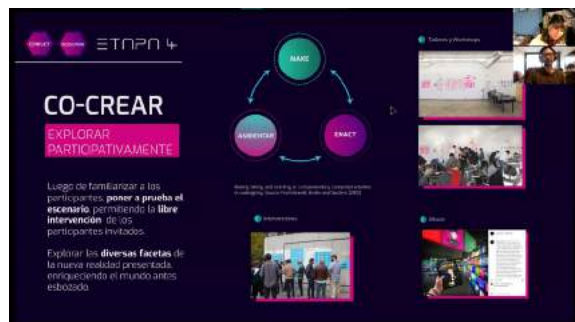 ETAPA 4
CO-CREAR
EXPLORAR
PARTICIPATIVAMENTE
Luego de familiarizar a los
participantes, poner a prueba el
escenario, permitiendo la libre
intervención de los
participantes invitados.
Explorar las diversas facetas de
la nueva realidad presentada,
enriqueciendo el mundo antes
esbozado.
MAKE
AMBIENTAR
ENACT
Intervenciones
Talleres y Workshops